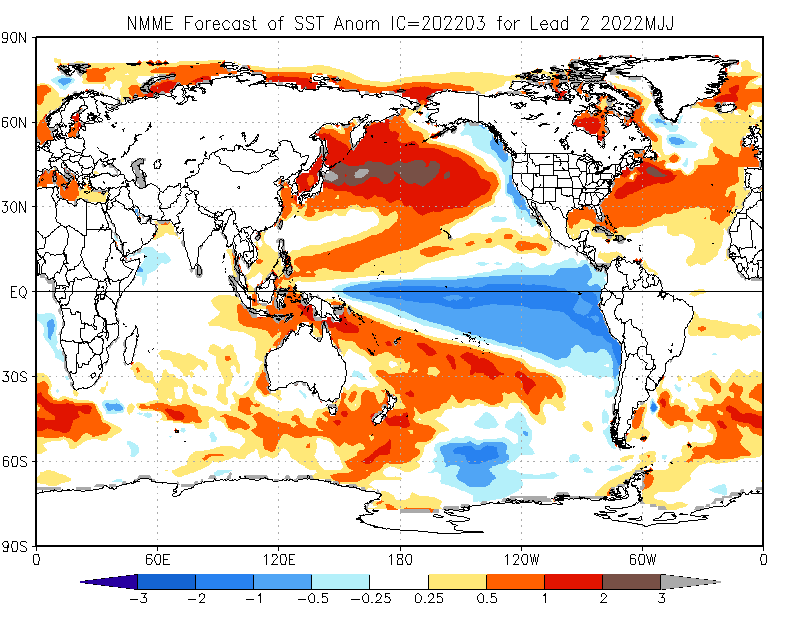 NMME Forecast of SST Anom IC=202203 for Lead 2 2022MJJ
90N
60N
30N
EQ
30S
60S
90S
0 60E 120E 180 120W 60W 0
-3 -2 -1 -0.5 -0.25 0.25 0.5 1 2 3